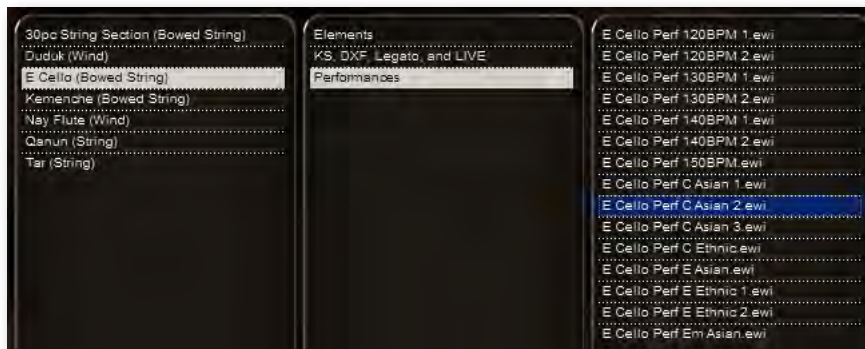 30pc String Section (Bowed String)
Duduk (Wind)
E Cello (Bowed String)
Kemenche (Bowed String)
Nay Flute (Wind)
Qanun (String)
Tar (String)
Elements
KS, DXF, Legato, and LIVE
Performances
E Cello Perf 120BPM 1.ewi
E Cello Perf 120BPM 2.ewi
E Cello Perf 130BPM 1.ewi
E Cello Perf 130BPM 2.ewi
E Cello Perf 140BPM 1.ewi
E Cello Perf 140BPM 2.ewi
E Cello Perf 150BPM.ewi
E Cello Perf C Asian 1.ewi
E Cello Perf C Asian 2.ewi
E Cello Perf C Asian 3.ewi
E Cello Perf C Ethnic.ewi
E Cello Perf E Asian.ewi
E Cello Perf E Ethnic 1.ewi
E Cello Perf E Ethnic 2.ewi
E Cello Perf Em Asian.ewi